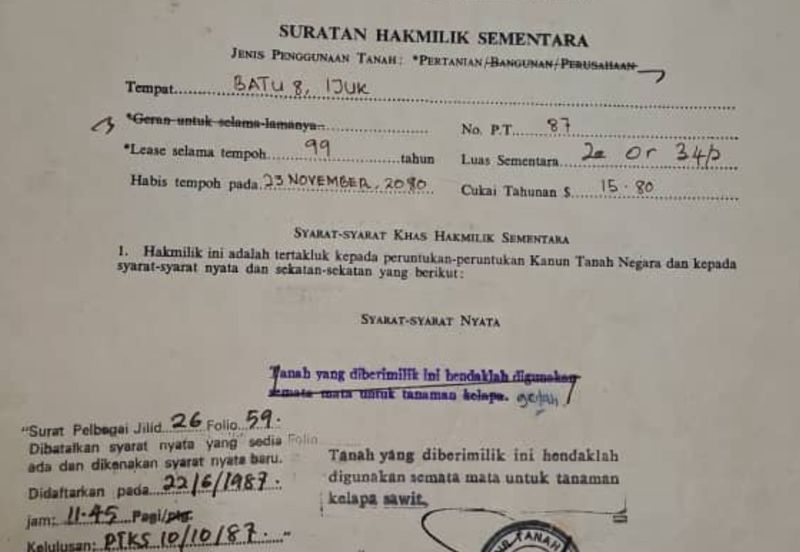 SURATAN HAKMILIK SEMENTARA
JENIS PENGGUNAAN TANAH: *PERTANIAN/BANGUNAN/PERUSAHAAN
Tempat BATU 8, IJUK
*Geran untuk selama-lamanya
No. P.T. 87
*Lease selama tempoh 99 tahun
Luas Sementara 2a 0r 34p
Habis tempoh pada 23 NOVEMBER, 2080
Cukai Tahunan $ 15.80
SYARAT-SYARAT KHAS HAKMILIK SEMENTARA
1. Hakmilik ini adalah tertakluk kepada peruntukan-peruntukan Kanun Tanah Negara dan kepada
syarat-syarat nyata dan sekatan-sekatan yang berikut:
SYARAT-SYARAT NYATA
Tanah yang diberimilik ini hendaklah digunakan
semata mata untuk tanaman kelapa. getah
"Surat Pelbagai Jilid 26 Folio 59.
Dibatalkan syarat nyata yang sedia Folio
ada dan dikenakan syarat nyata baru.
Didaftarkan pada 22/6/1987.
jam: 11.45 Pagi/ptg.
Kelulusan: PTKS 10/10/87. "
Tanah yang diberimilik ini hendaklah
digunakan semata mata untuk tanaman
kelapa sawit.
TANAH